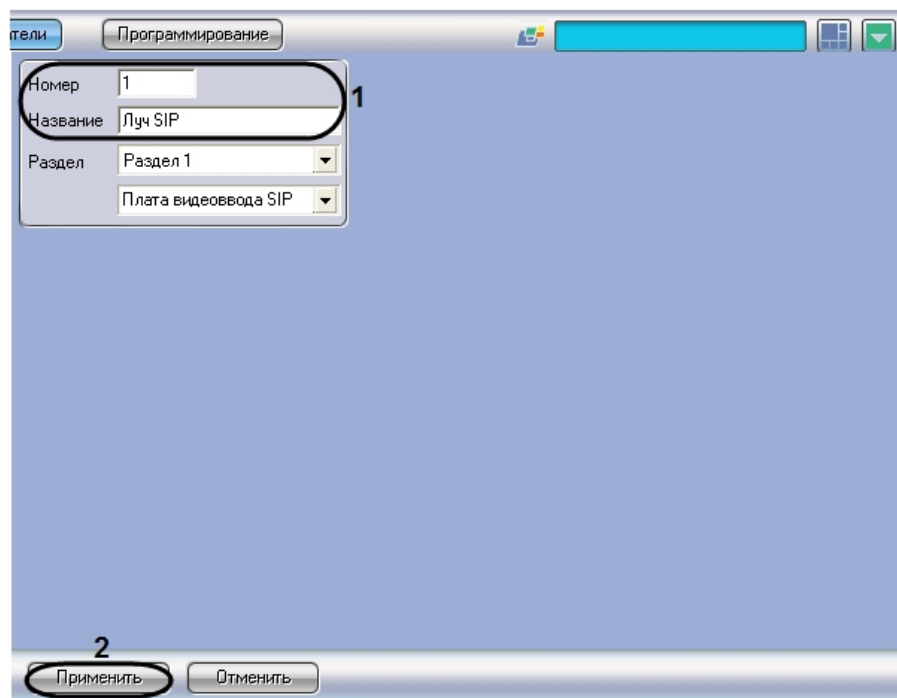 тели Программирование
Номер 1
1
Название Луч SIP
Раздел Раздел 1
Плата видеоввода SIP
2
Применить Отменить